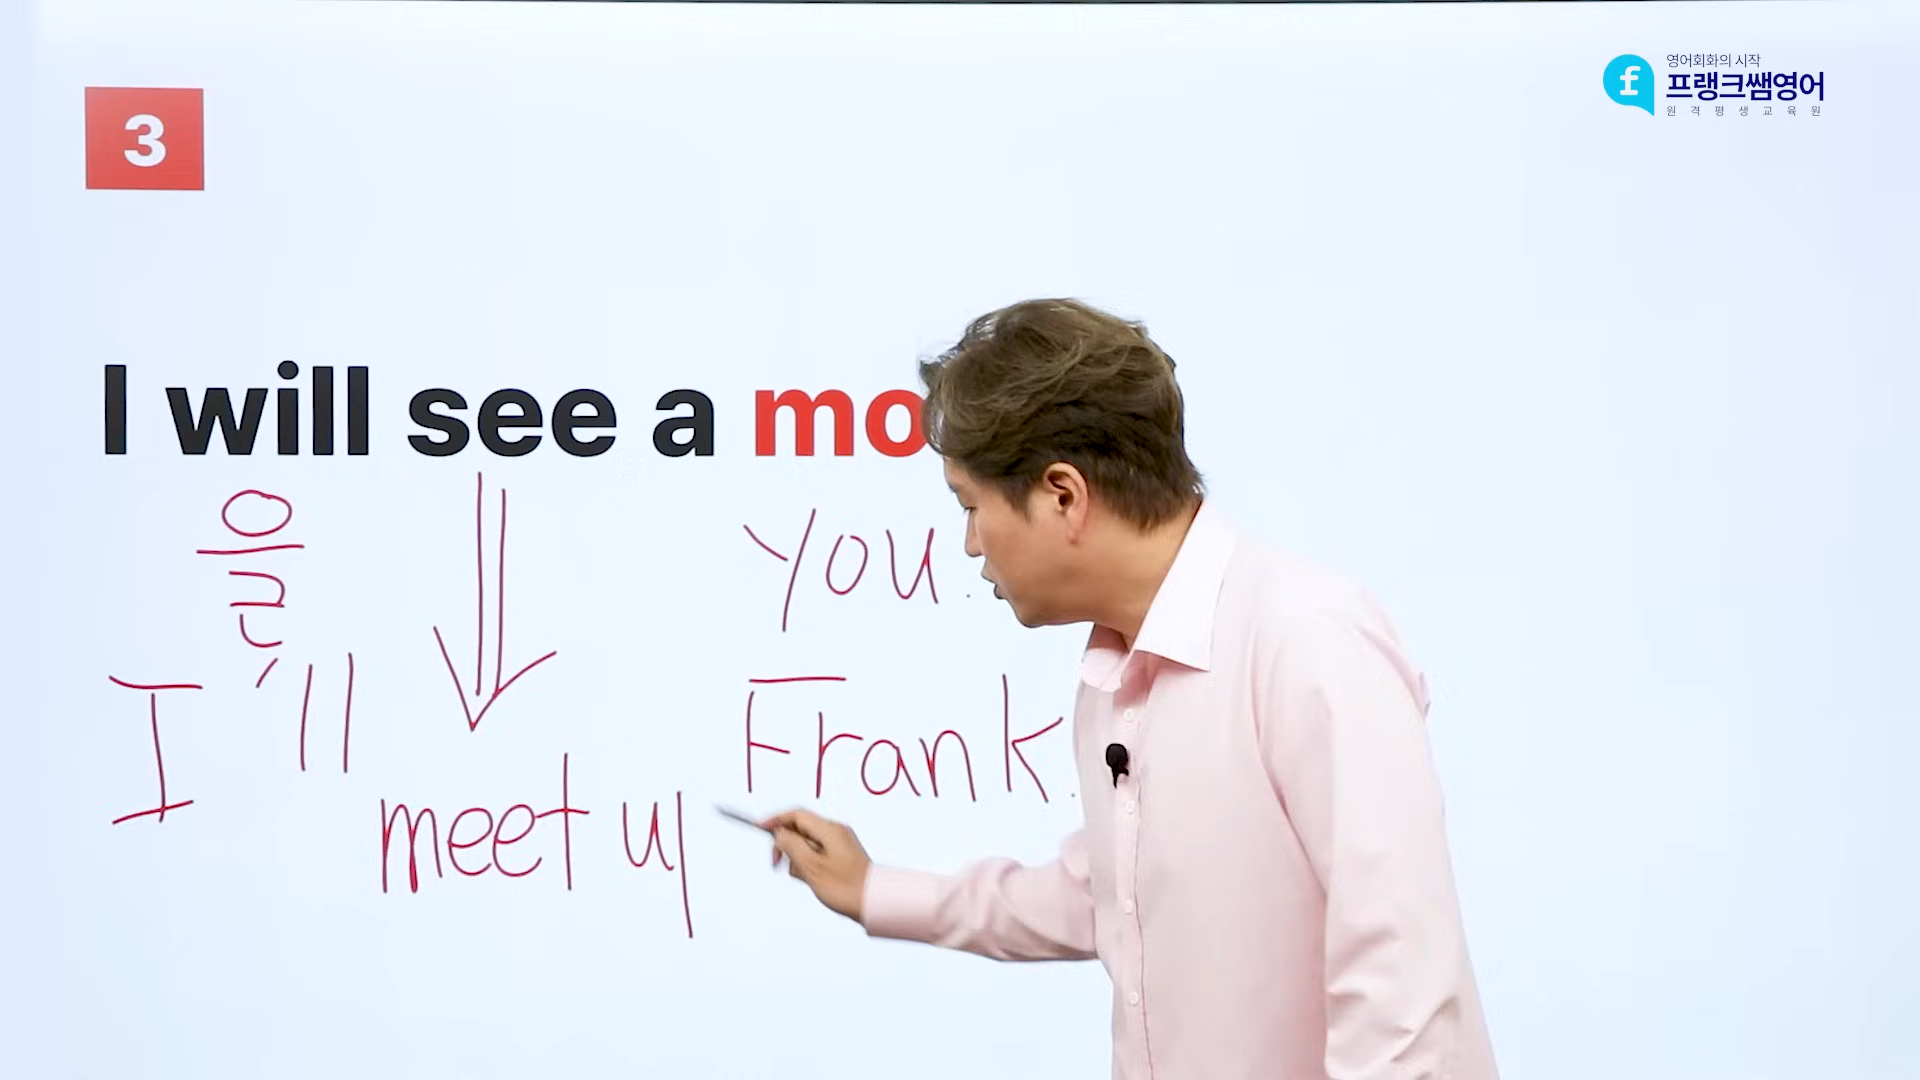 영어회화의 시작
프랭크쌤영어
원격평생교육원
3
I will see a mo
을
you.
I'll
Frank.
meet up